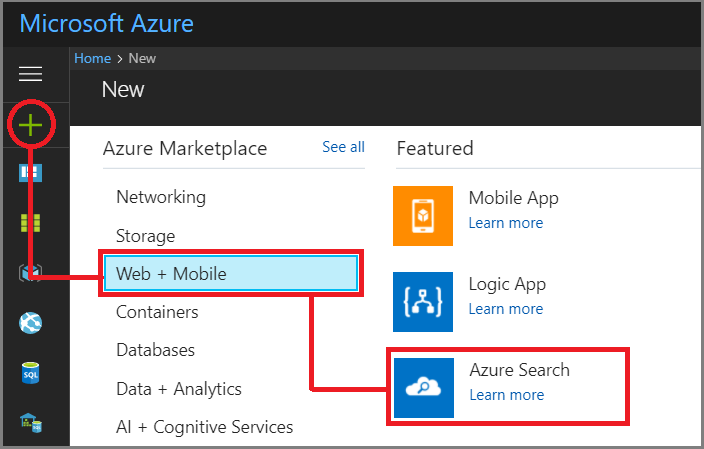 Microsoft Azure
Home > New
New
Azure Marketplace
See all
Networking
Storage
Web + Mobile
Containers
Databases
Data + Analytics
AI + Cognitive Services
Featured
Mobile App
Learn more
Logic App
Learn more
Azure Search
Learn more
SQL